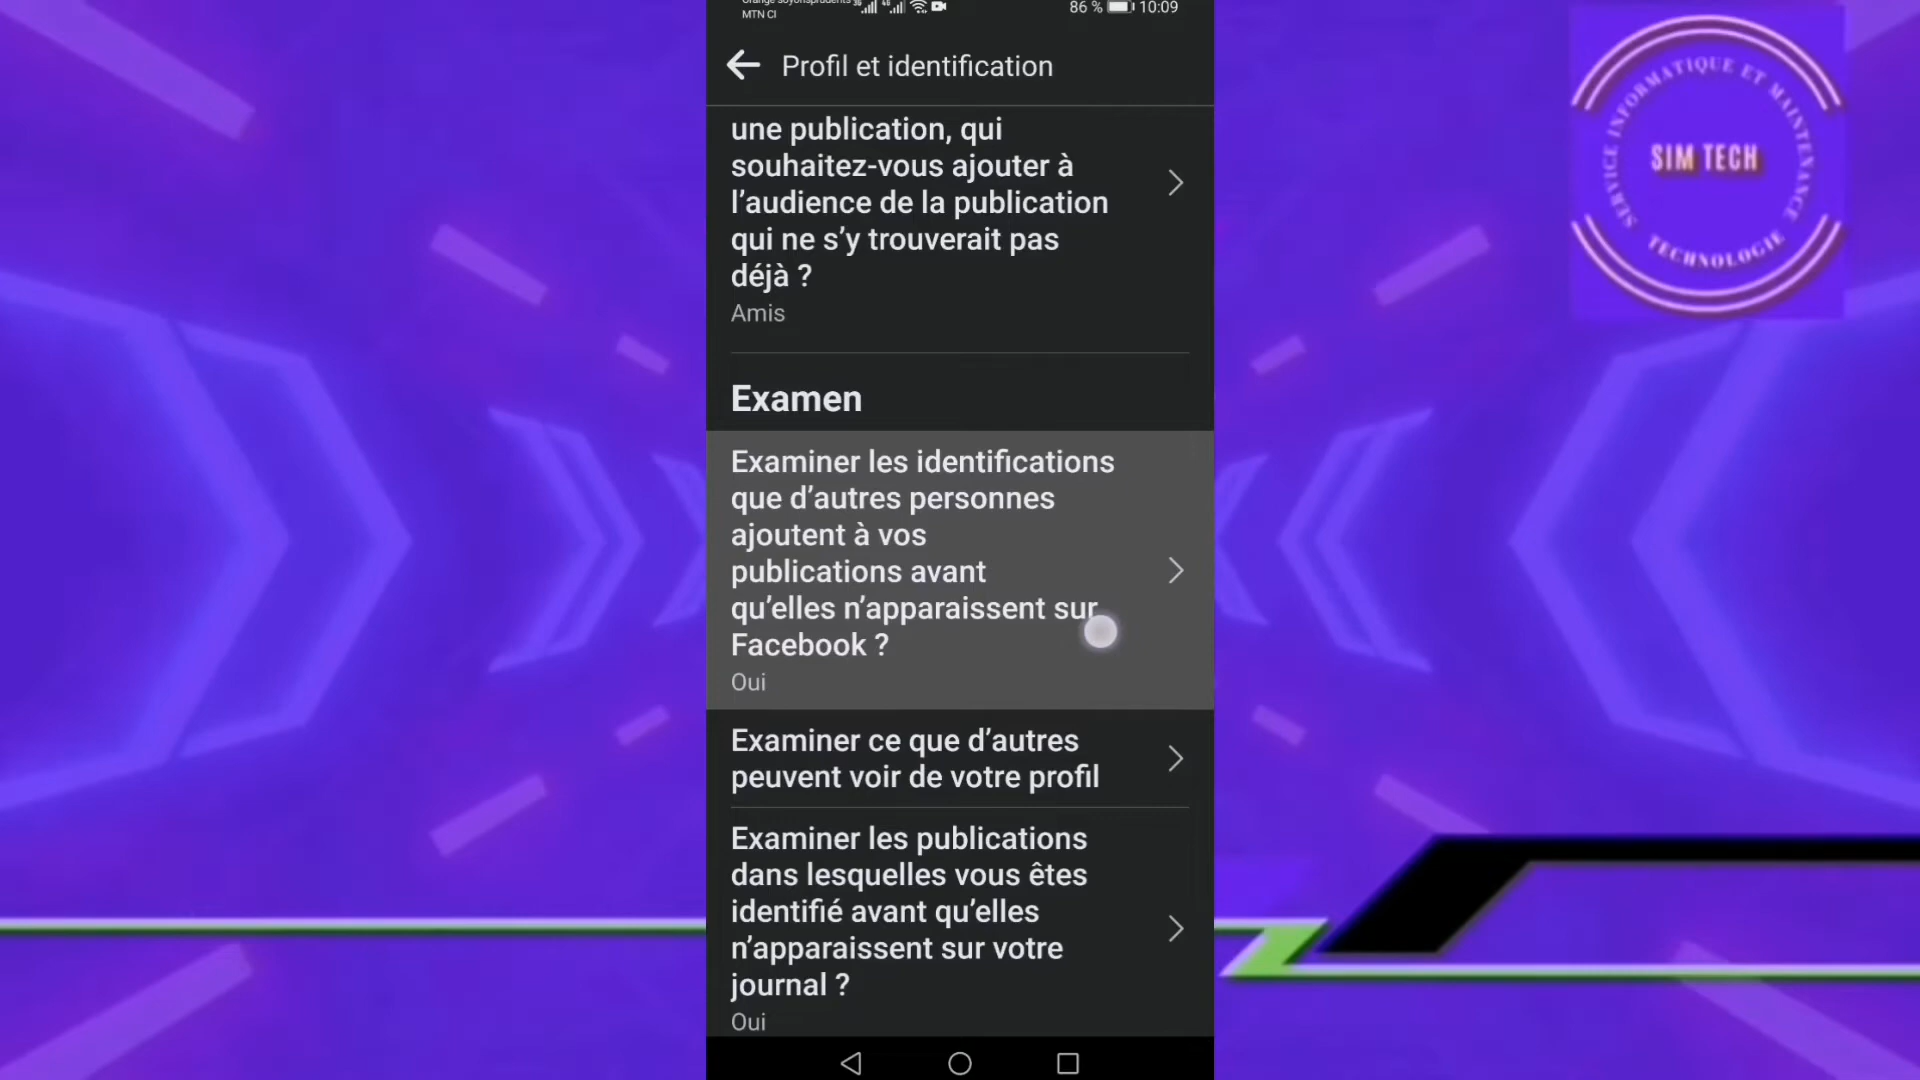 Orange soyonsprudents
MTN CI
86 %
10:09
Profil et identification
une publication, qui
souhaitez-vous ajouter à
l’audience de la publication
qui ne s’y trouverait pas
déjà ?
Amis
Examen
Examiner les identifications
que d’autres personnes
ajoutent à vos
publications avant
qu’elles n’apparaissent sur
Facebook ?
Oui
Examiner ce que d’autres
peuvent voir de votre profil
Examiner les publications
dans lesquelles vous êtes
identifié avant qu’elles
n’apparaissent sur votre
journal ?
Oui
SERVICE INFORMATIQUE ET MAINTENANCE
SIM TECH
TECHNOLOGIE